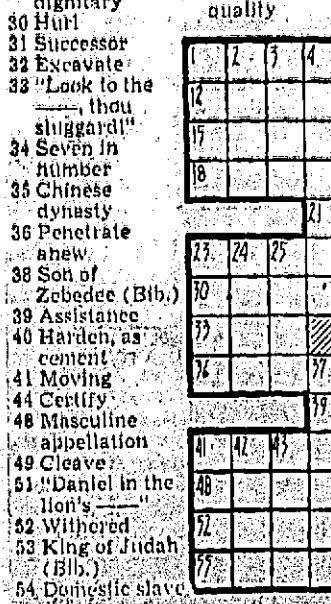 dignitary
30 Hurl
31 Successor
32 Excavate
33 "Look to the
——, thou
sluggard!"
34 Seven in
number
35 Chinese
dynasty
36 Penetrate
anew
38 Son of
Zebedee (Bib.)
39 Assistance
40 Harden, as
cement
41 Moving
44 Certify
48 Masculine
appellation
49 Cleave
51 "Daniel in the
lion's ——"
52 Withered
53 King of Judah
(Bib.)
54 Domestic slave
quality
1 2 3 4
12
15
18
21
23 24 25
30
33
36 37
39
41 42 43
48
52
55